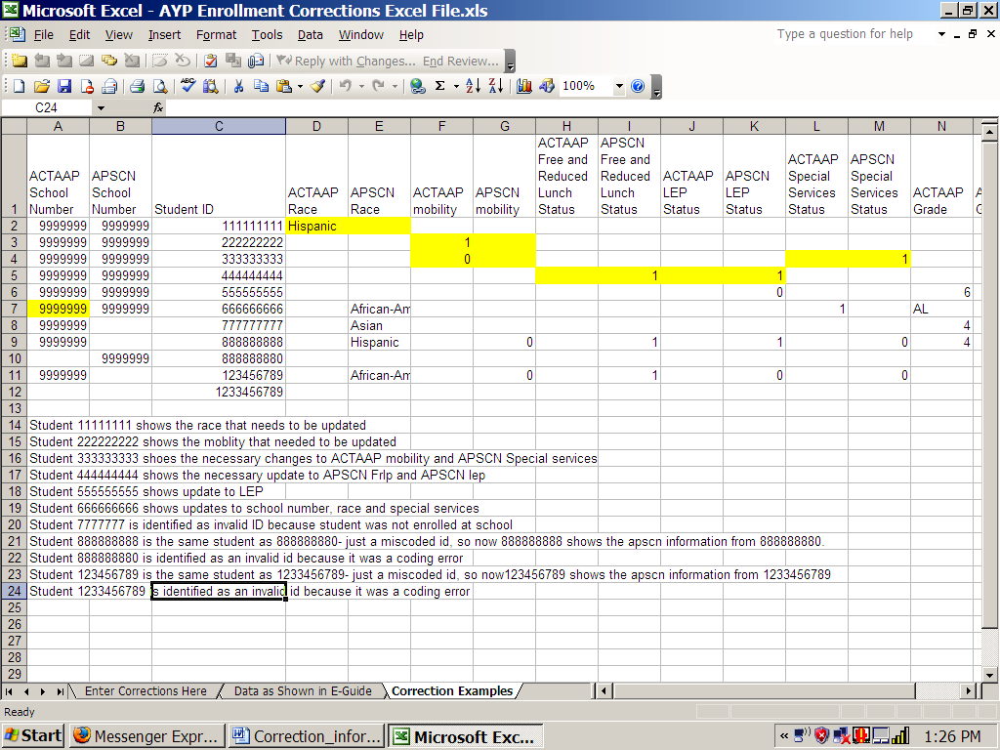 Microsoft Excel - AYP Enrollment Corrections Excel File.xls
File Edit View Insert Format Tools Data Window Help Type a question for help
Reply with Changes... End Review...
100%
C24 fx
A B C D E F G H I J K L M N
1 ACTAAP School Number APSCN School Number Student ID ACTAAP Race APSCN Race ACTAAP mobility APSCN mobility ACTAAP Free and Reduced Lunch Status APSCN Free and Reduced Lunch Status ACTAAP LEP Status APSCN LEP Status ACTAAP Special Services Status APSCN Special Services Status ACTAAP Grade
2 9999999 9999999 111111111 Hispanic
3 9999999 9999999 222222222 1
4 9999999 9999999 333333333 0 1
5 9999999 9999999 444444444 1 1
6 9999999 9999999 555555555 0 6
7 9999999 9999999 666666666 African-Am 1 AL
8 9999999 777777777 Asian 4
9 9999999 888888888 Hispanic 0 1 1 0 4
10 9999999 888888880
11 9999999 123456789 African-Am 0 1 0 0
12 1233456789
13
14 Student 11111111 shows the race that needs to be updated
15 Student 222222222 shows the moblity that needed to be updated
16 Student 333333333 shoes the necessary changes to ACTAAP mobility and APSCN Special services
17 Student 444444444 shows the necessary update to APSCN Frlp and APSCN lep
18 Student 555555555 shows update to LEP
19 Student 666666666 shows updates to school number, race and special services
20 Student 7777777 is identified as invalid ID because student was not enrolled at school
21 Student 888888888 is the same student as 888888880- just a miscoded id, so now 888888888 shows the apscn information from 888888880.
22 Student 888888880 is identified as an invalid id because it was a coding error
23 Student 123456789 is the same student as 1233456789- just a miscoded id, so now123456789 shows the apscn information from 1233456789
24 Student 1233456789 is identified as an invalid id because it was a coding error
25
26
27
28
29
Enter Corrections Here Data as Shown in E-Guide Correction Examples
Ready
Start Messenger Expr... Correction_infor... Microsoft Exc... « 1:26 PM